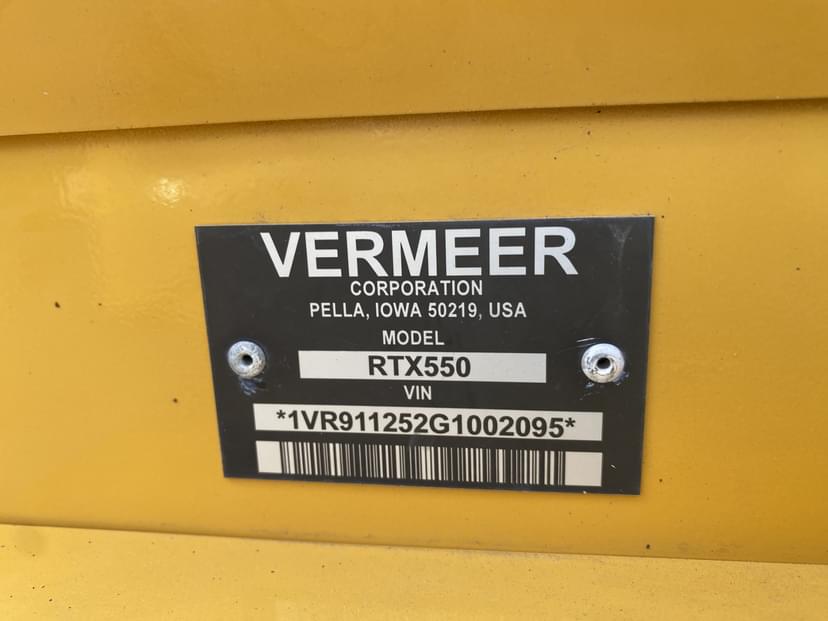 VERMEER
CORPORATION
PELLA, IOWA 50219, USA
MODEL
RTX550
VIN
*1VR911252G1002095*